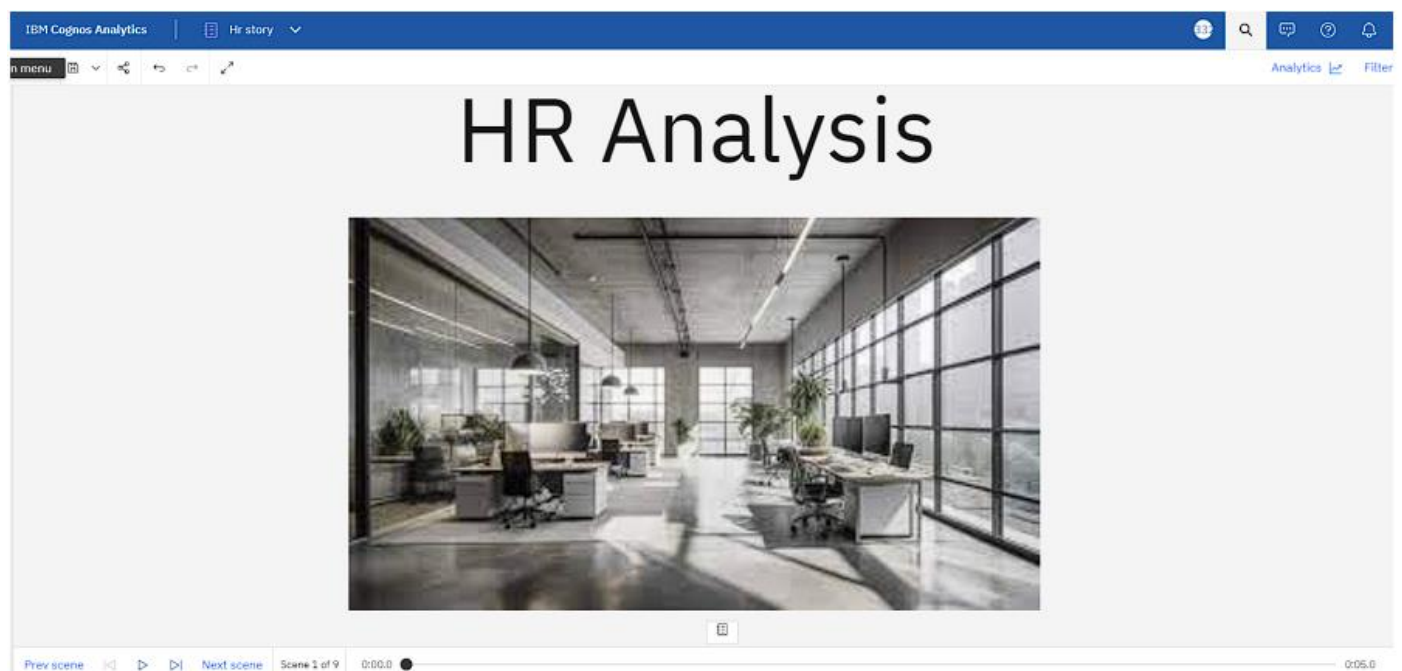 IBM Cognos Analytics Hr story
n menu Analytics Filter
HR Analysis
Prev scene Next scene Scene 1 of 9 0:00.0 0:05.0